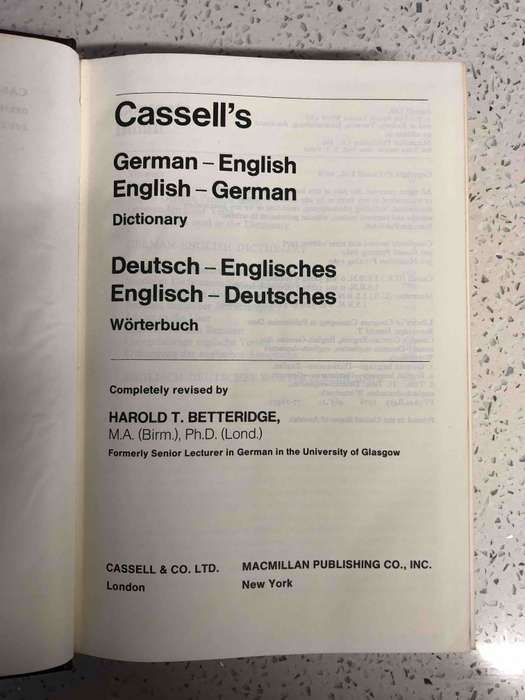 Cassell's
German – English
English – German
Dictionary
Deutsch – Englisches
Englisch – Deutsches
Wörterbuch
Completely revised by
HAROLD T. BETTERIDGE,
M.A. (Birm.), Ph.D. (Lond.)
Formerly Senior Lecturer in German in the University of Glasgow
CASSELL & CO. LTD.
London
MACMILLAN PUBLISHING CO., INC.
New York